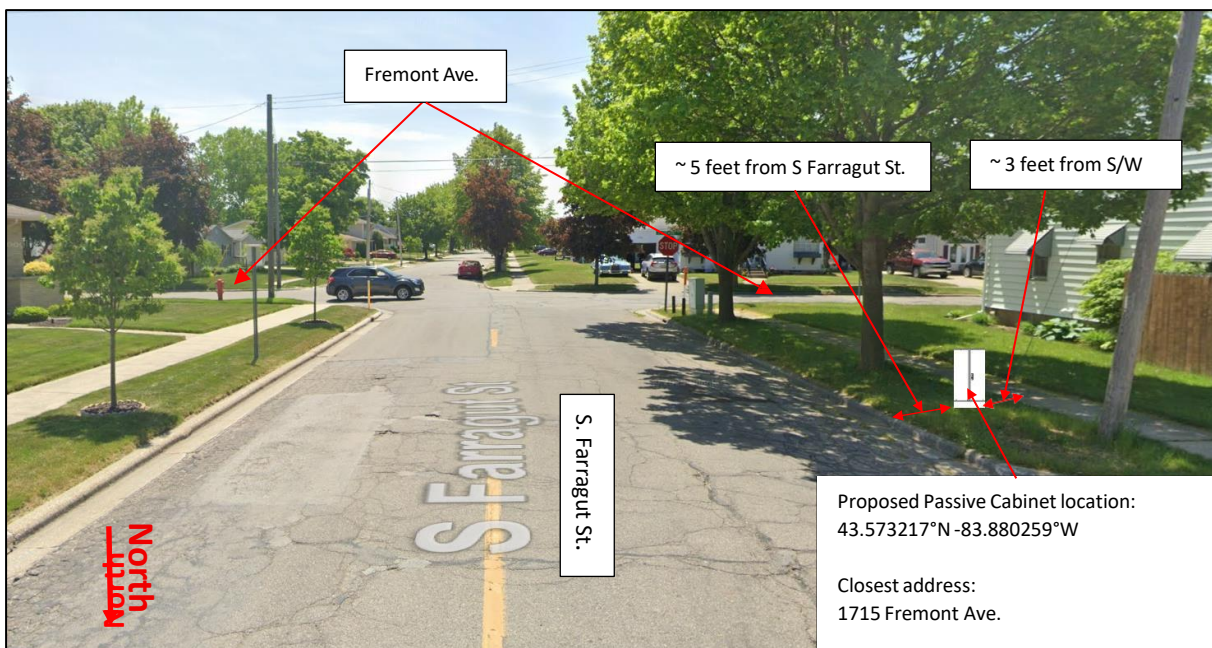 Fremont Ave.
~ 5 feet from S Farragut St.
~ 3 feet from S/W
STOP
S Farragut St
S. Farragut St.
North
North
Proposed Passive Cabinet location:
43.573217°N -83.880259°W
Closest address:
1715 Fremont Ave.